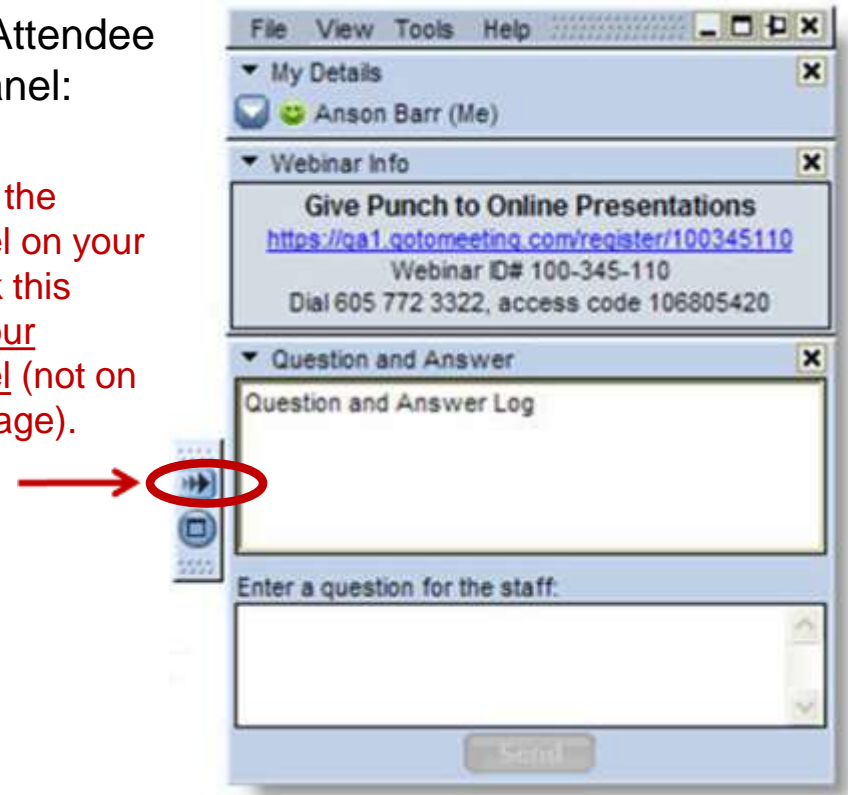 Attendee
anel:
the
el on your
k this
our
el (not on
age).
File View Tools Help
My Details
Anson Barr (Me)
Webinar Info
Give Punch to Online Presentations
https://qa1.gotomeeting.com/register/100345110
Webinar ID# 100-345-110
Dial 605 772 3322, access code 106805420
Question and Answer
Question and Answer Log
Enter a question for the staff:
Send